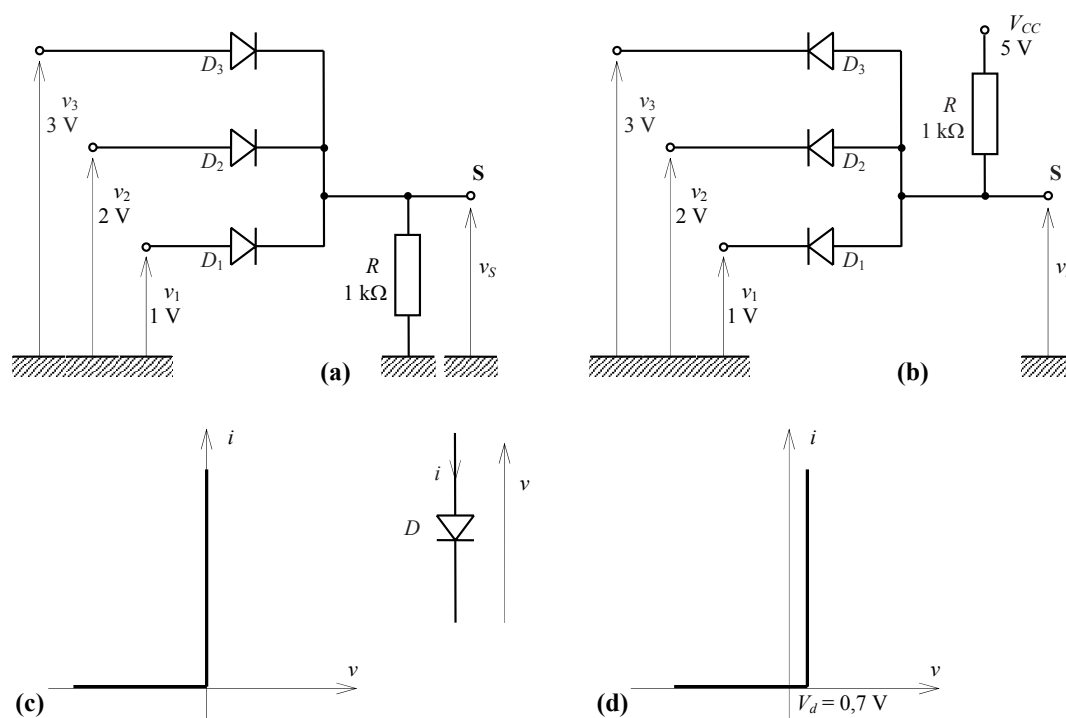 D3
v3
3 V
D2
v2
2 V
D1
v1
1 V
S
R
1 kΩ
vS
(a)
VCC
5 V
D3
v3
3 V
R
1 kΩ
D2
v2
2 V
S
D1
v1
1 V
(b)
i
i
v
D
v
(c)
i
v
Vd = 0,7 V
(d)